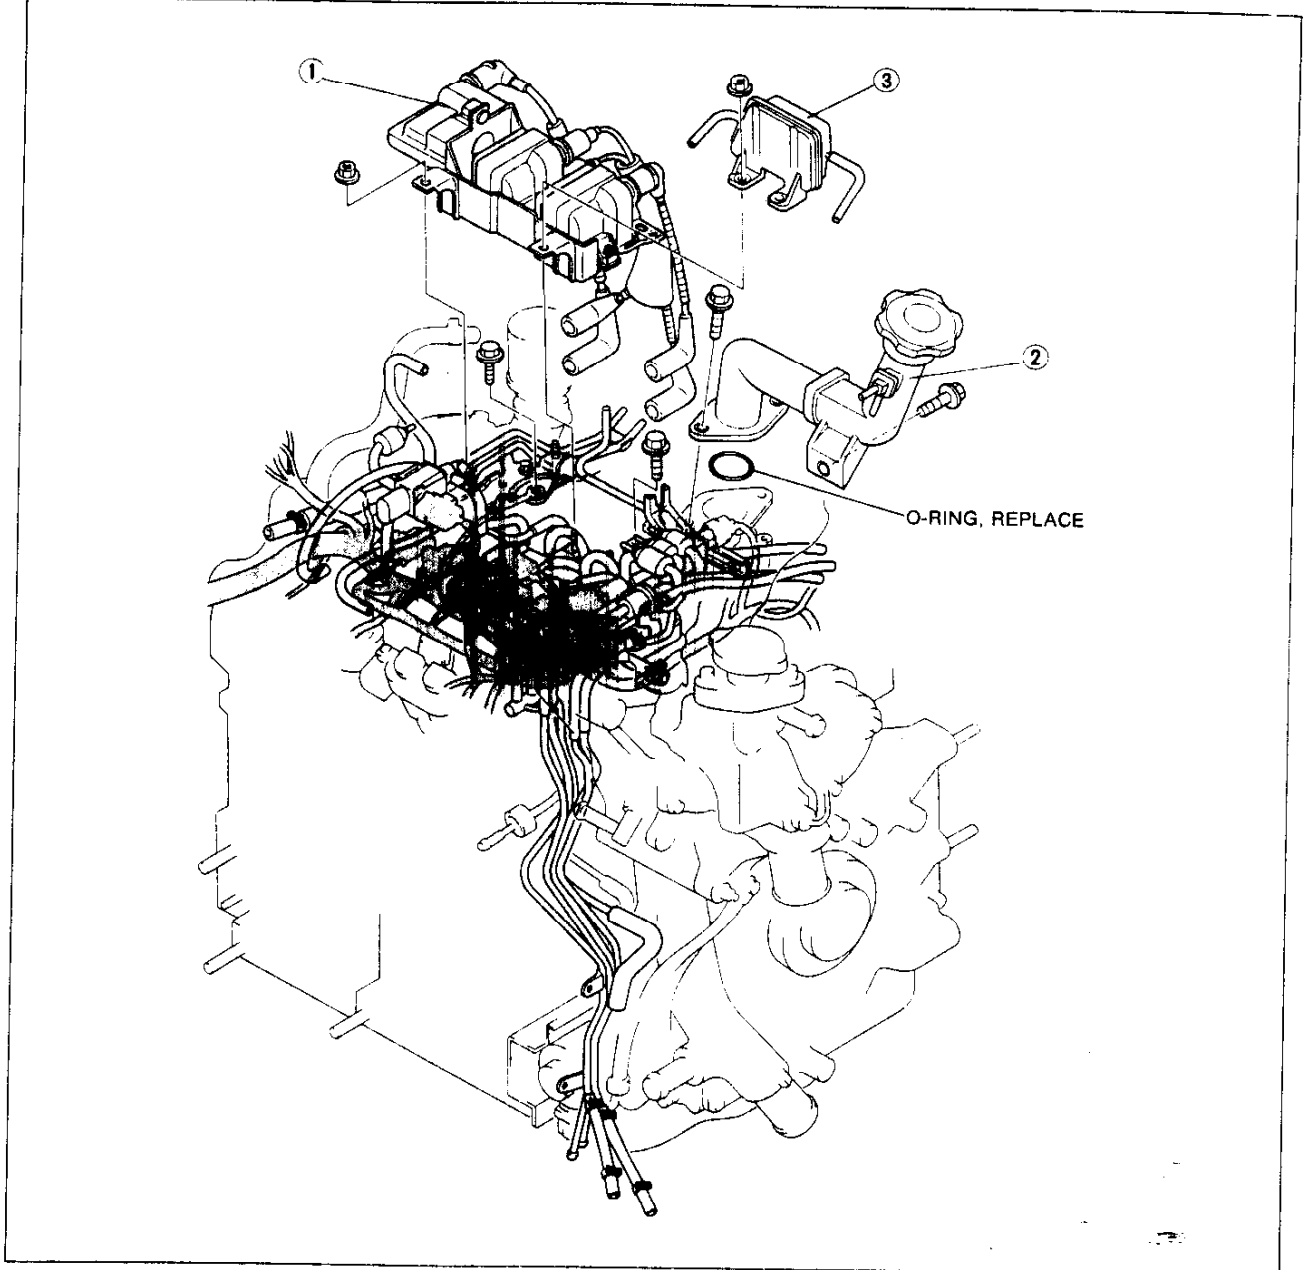 ①
③
②
O-RING, REPLACE